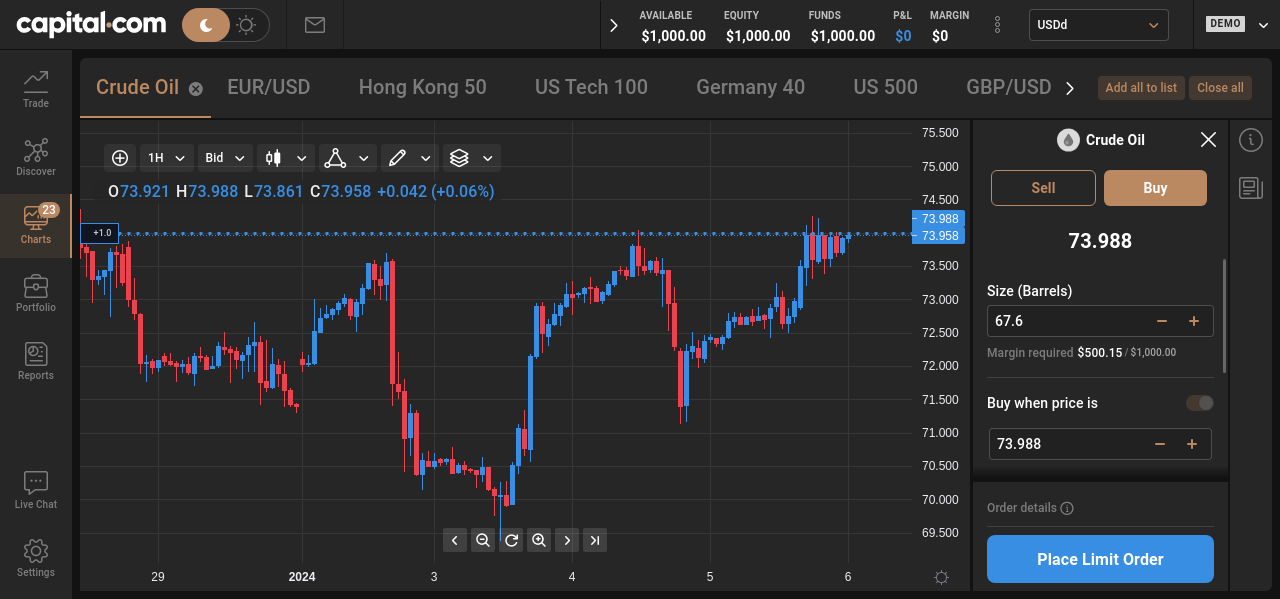 capital.com
AVAILABLE EQUITY FUNDS P&L MARGIN
$1,000.00 $1,000.00 $1,000.00 $0 $0
USDd
DEMO
Trade
Discover
23
Charts
Portfolio
Reports
Live Chat
Settings
Crude Oil EUR/USD Hong Kong 50 US Tech 100 Germany 40 US 500 GBP/USD
Add all to list Close all
1H Bid
O73.921 H73.988 L73.861 C73.958 +0.042 (+0.06%)
+1.0
75.500
75.000
74.500
73.988
73.958
73.500
73.000
72.500
72.000
71.500
71.000
70.500
70.000
69.500
29 2024 3 4 5 6
Crude Oil
Sell Buy
73.988
Size (Barrels)
67.6
Margin required $500.15 / $1,000.00
Buy when price is
73.988
Order details
Place Limit Order